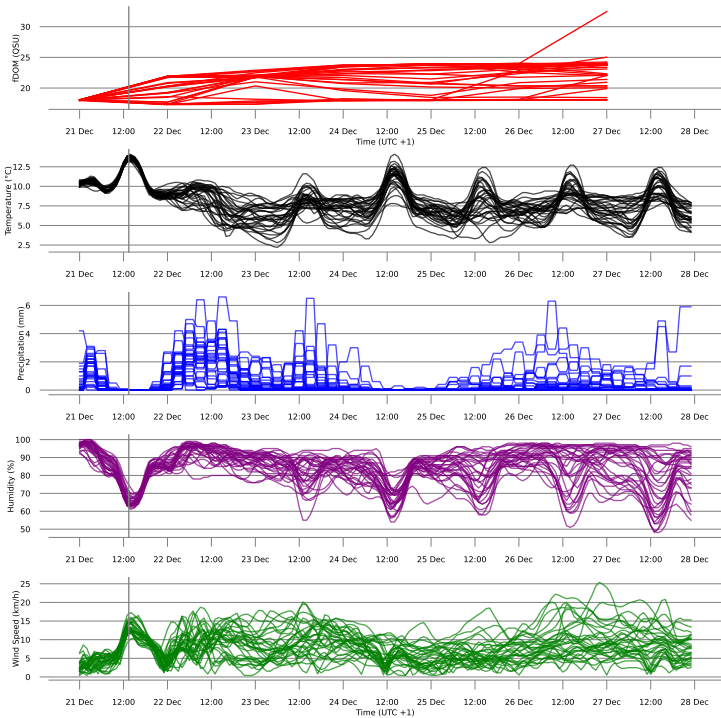 fDOM (QSU)
30
25
20
21 Dec 12:00 22 Dec 12:00 23 Dec 12:00 24 Dec 12:00 25 Dec 12:00 26 Dec 12:00 27 Dec 12:00 28 Dec
Time (UTC +1)
Temperature (°C)
12.5
10.0
7.5
5.0
2.5
21 Dec 12:00 22 Dec 12:00 23 Dec 12:00 24 Dec 12:00 25 Dec 12:00 26 Dec 12:00 27 Dec 12:00 28 Dec
Precipitation (mm)
6
4
2
0
21 Dec 12:00 22 Dec 12:00 23 Dec 12:00 24 Dec 12:00 25 Dec 12:00 26 Dec 12:00 27 Dec 12:00 28 Dec
Humidity (%)
100
90
80
70
60
50
21 Dec 12:00 22 Dec 12:00 23 Dec 12:00 24 Dec 12:00 25 Dec 12:00 26 Dec 12:00 27 Dec 12:00 28 Dec
Wind Speed (km/h)
25
20
15
10
5
0
21 Dec 12:00 22 Dec 12:00 23 Dec 12:00 24 Dec 12:00 25 Dec 12:00 26 Dec 12:00 27 Dec 12:00 28 Dec
Time (UTC +1)